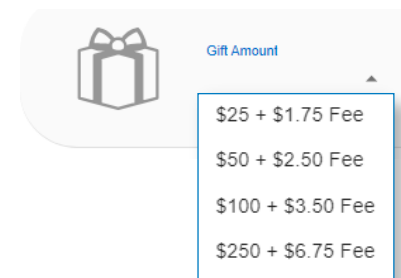 Gift Amount
$25 + $1.75 Fee
$50 + $2.50 Fee
$100 + $3.50 Fee
$250 + $6.75 Fee